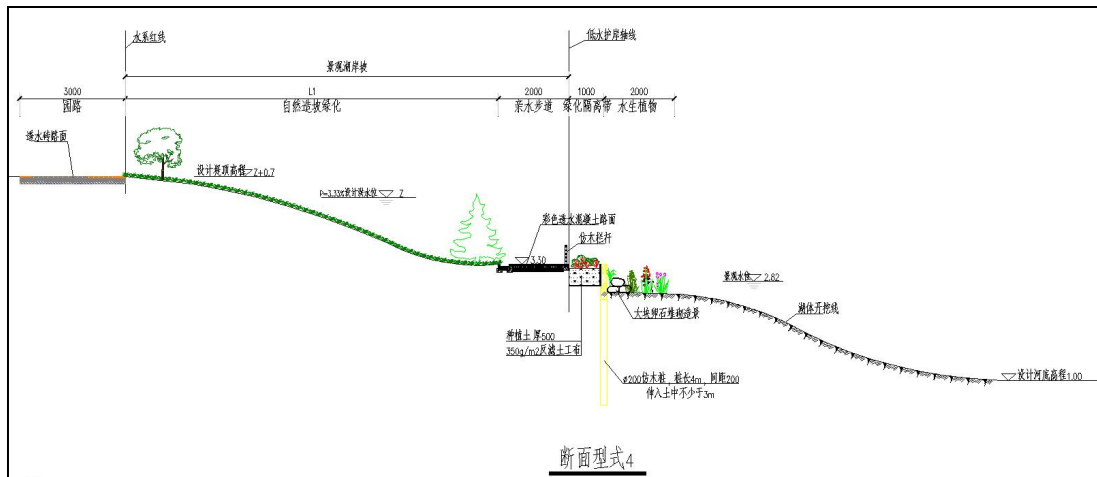 水系红线
低水护岸轴线
景观湖岸坡
3000
L1
2000
1000
2000
园路
自然造坡绿化
亲水步道
绿化隔离带
水生植物
透水砖路面
设计堤顶高程 Z+0.7
P=3.33%设计洪水位 Z
彩色透水混凝土路面
仿木栏杆
3.30
景观水位 2.82
大块卵石堆砌造景
湖体开挖线
种植土 厚500
350g/m2反滤土工布
ø200仿木桩，桩长4m，间距200
伸入土中不少于3m
设计河底高程1.00
断面型式4